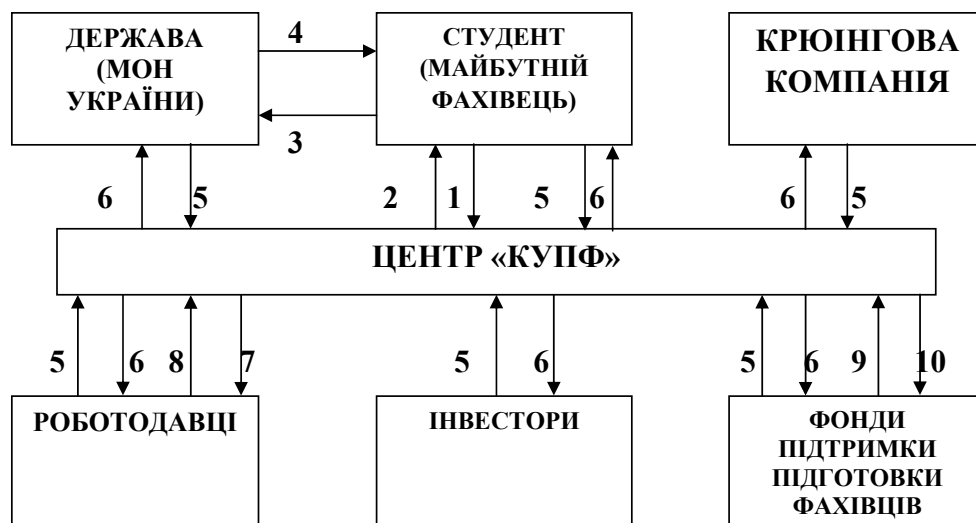 ДЕРЖАВА
(МОН
УКРАЇНИ)
4
3
СТУДЕНТ
(МАЙБУТНІЙ
ФАХІВЕЦЬ)
КРЮІНГОВА
КОМПАНІЯ
6 5 2 1 5 6 6 5
ЦЕНТР «КУПФ»
5 6 8 7 5 6 5 6 9 10
РОБОТОДАВЦІ
ІНВЕСТОРИ
ФОНДИ
ПІДТРИМКИ
ПІДГОТОВКИ
ФАХІВЦІВ